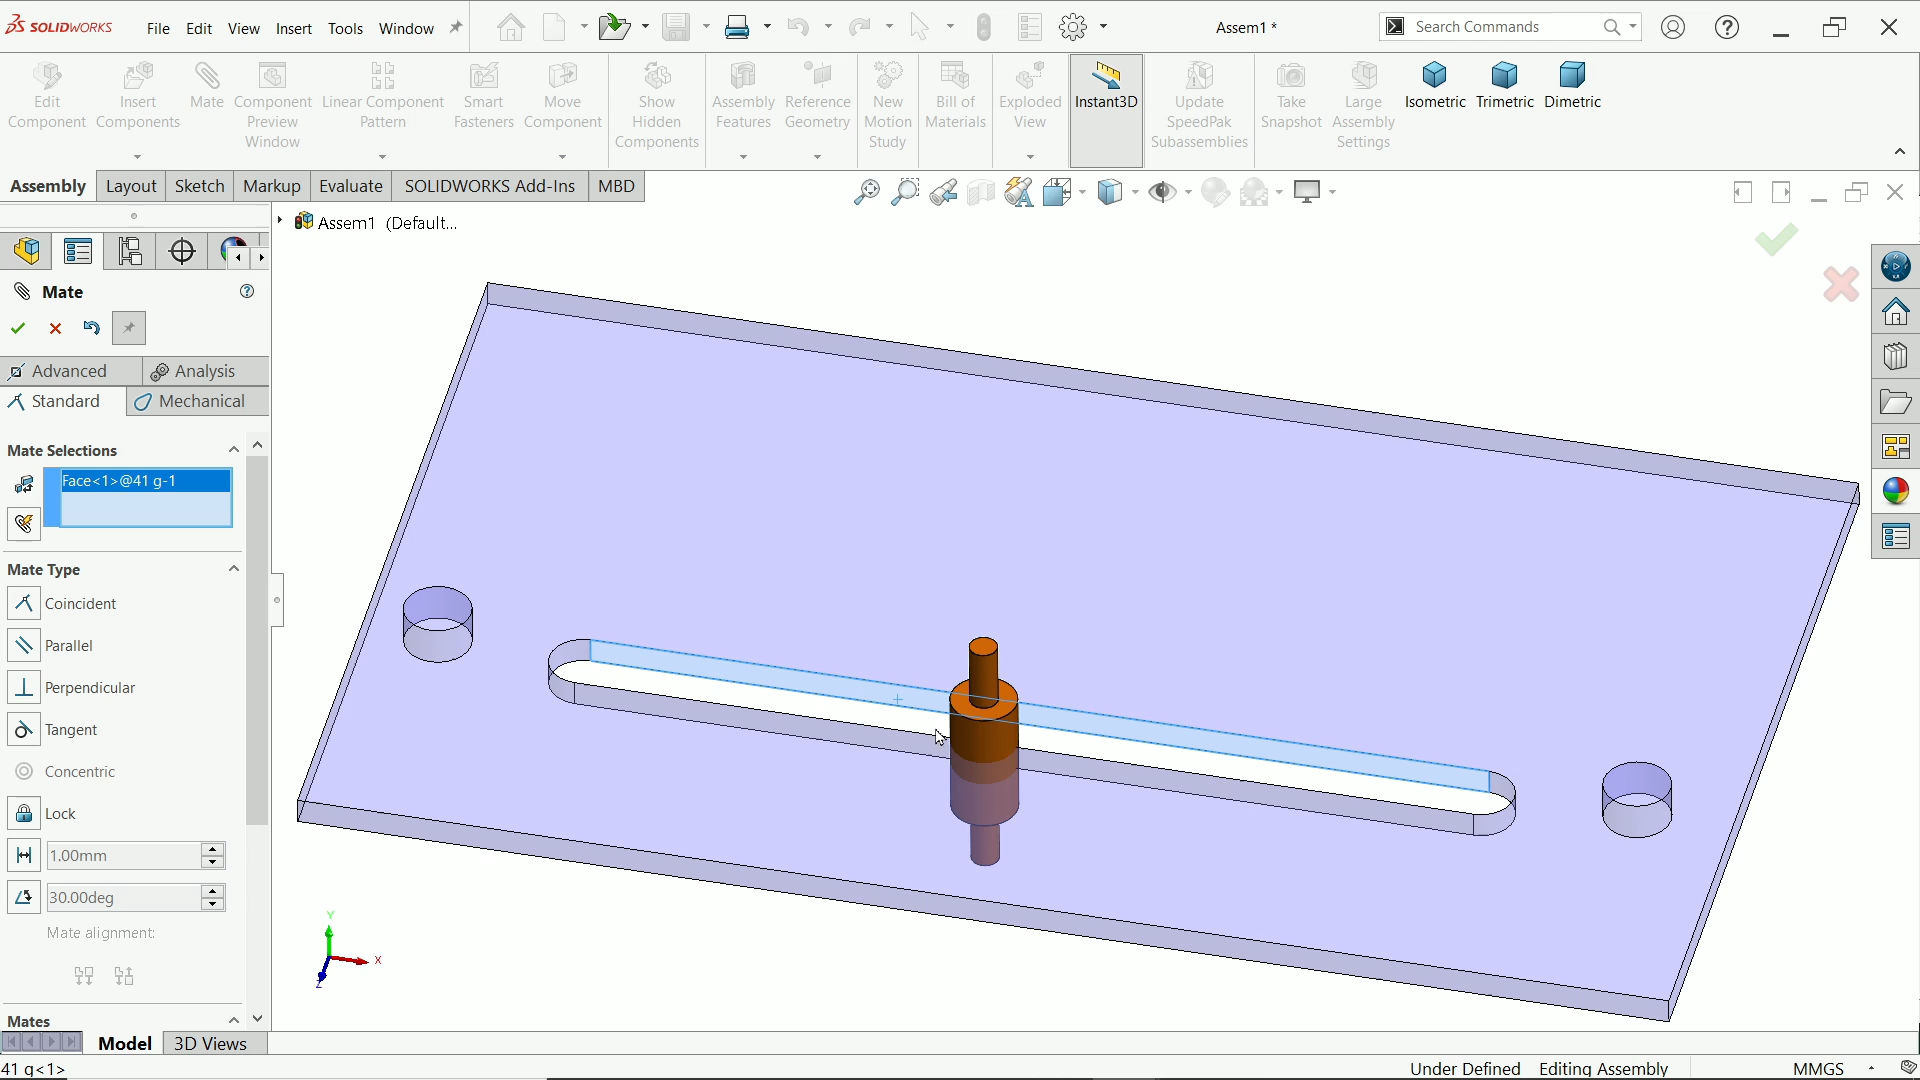 SOLIDWORKS File Edit View Insert Tools Window Assem1 * Search Commands
Edit Component
Insert Components
Mate
Component Preview Window
Linear Component Pattern
Smart Fasteners
Move Component
Show Hidden Components
Assembly Features
Reference Geometry
New Motion Study
Bill of Materials
Exploded View
Instant3D
Update SpeedPak Subassemblies
Take Snapshot
Large Assembly Settings
Isometric
Trimetric
Dimetric
Assembly Layout Sketch Markup Evaluate SOLIDWORKS Add-Ins MBD
Assem1 (Default...
Mate
Advanced Analysis
Standard Mechanical
Mate Selections
Face<1>@41 g-1
Mate Type
Coincident
Parallel
Perpendicular
Tangent
Concentric
Lock
1.00mm
30.00deg
Mate alignment:
Mates
Y
X
Z
Model 3D Views
41 g<1> Under Defined Editing Assembly MMGS